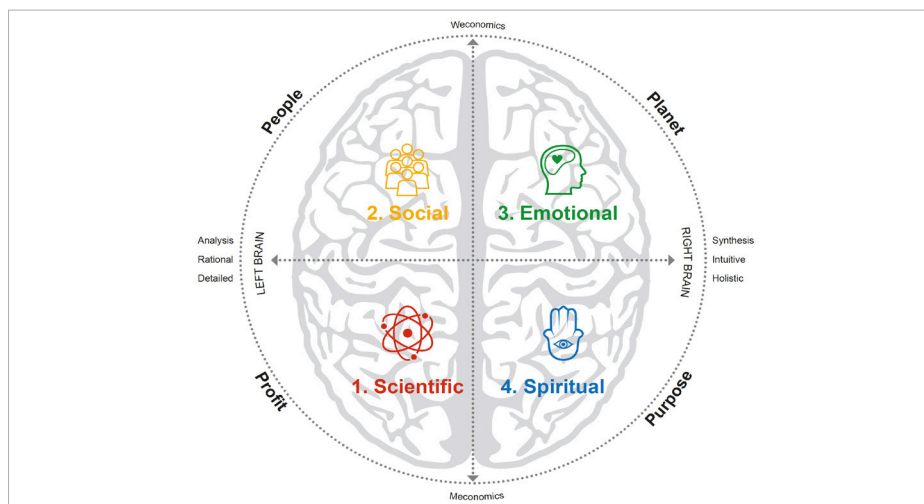 Weconomics
People
Planet
2. Social
3. Emotional
Analysis
Rational
Detailed
LEFT BRAIN
RIGHT BRAIN
Synthesis
Intuitive
Holistic
1. Scientific
4. Spiritual
Profit
Purpose
Meconomics